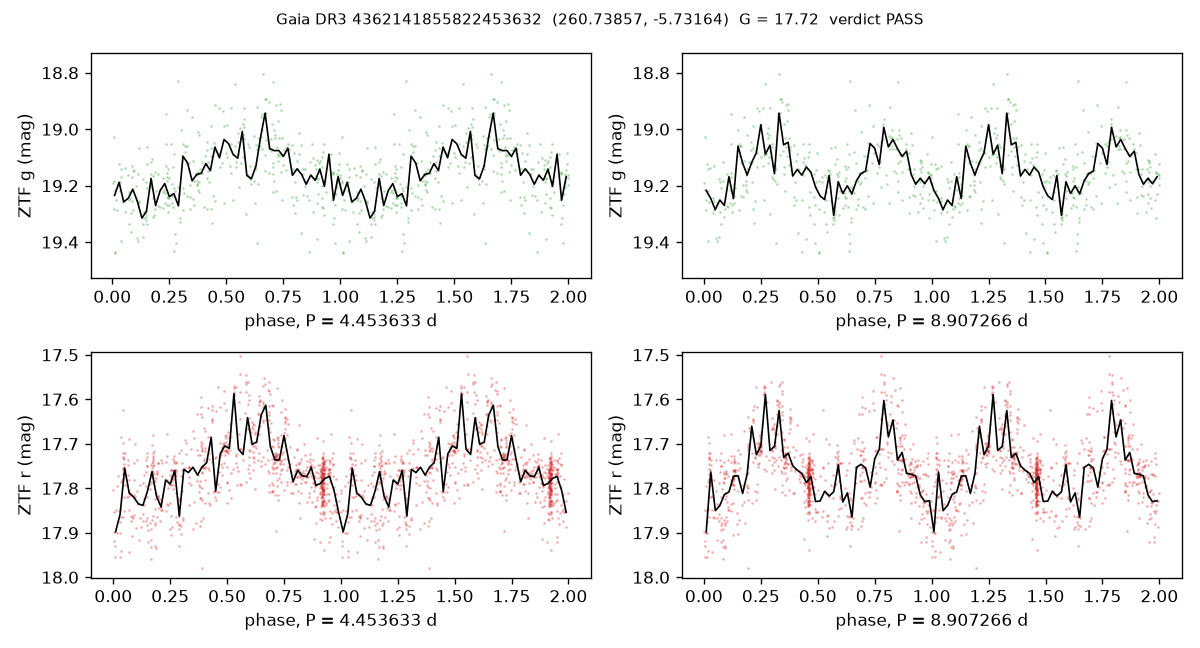 Gaia DR3 4362141855822453632 (260.73857, -5.73164) G = 17.72 verdict PASS
ZTF g (mag)
18.8
19.0
19.2
19.4
0.00 0.25 0.50 0.75 1.00 1.25 1.50 1.75 2.00
phase, P = 4.453633 d
ZTF g (mag)
18.8
19.0
19.2
19.4
0.00 0.25 0.50 0.75 1.00 1.25 1.50 1.75 2.00
phase, P = 8.907266 d
ZTF r (mag)
17.5
17.6
17.7
17.8
17.9
18.0
0.00 0.25 0.50 0.75 1.00 1.25 1.50 1.75 2.00
phase, P = 4.453633 d
ZTF r (mag)
17.5
17.6
17.7
17.8
17.9
18.0
0.00 0.25 0.50 0.75 1.00 1.25 1.50 1.75 2.00
phase, P = 8.907266 d